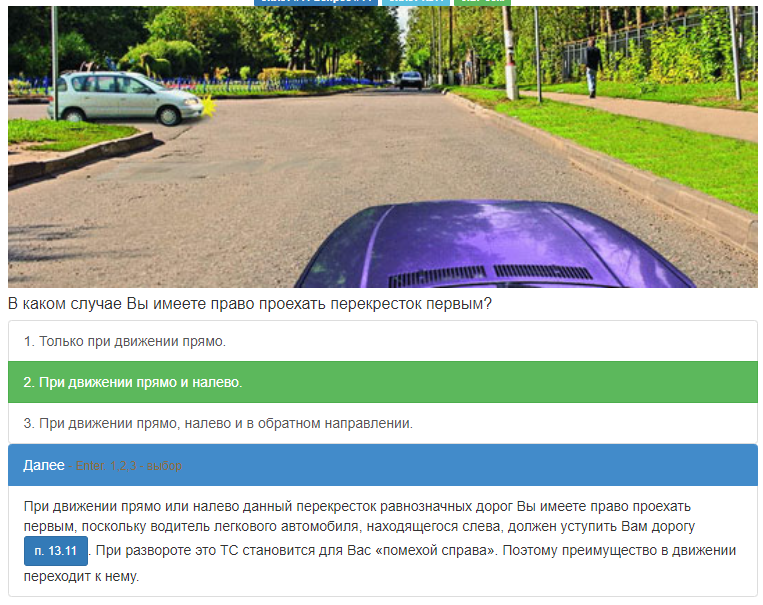 В каком случае Вы имеете право проехать перекресток первым?
1. Только при движении прямо.
2. При движении прямо и налево.
3. При движении прямо, налево и в обратном направлении.
Далее - Enter, 1,2,3 - выбор
При движении прямо или налево данный перекресток равнозначных дорог Вы имеете право проехать
первым, поскольку водитель легкового автомобиля, находящегося слева, должен уступить Вам дорогу
п. 13.11 . При развороте это ТС становится для Вас «помехой справа». Поэтому преимущество в движении
переходит к нему.